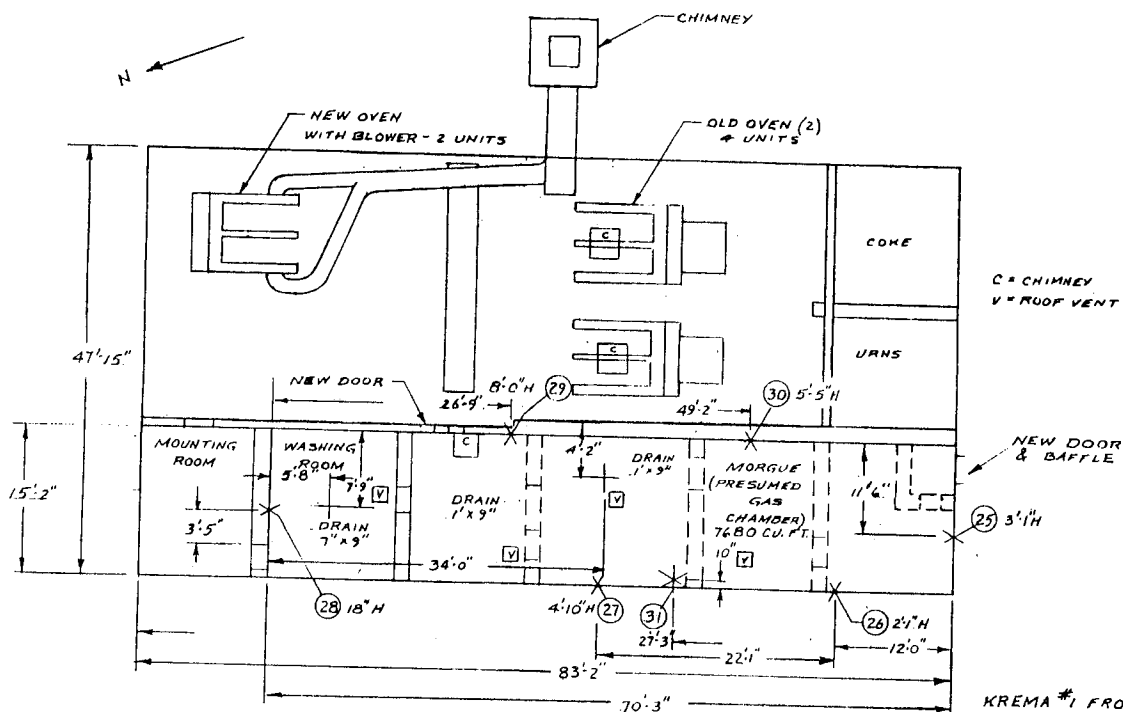 CHIMNEY
N
NEW OVEN
WITH BLOWER - 2 UNITS
OLD OVEN (2)
4 UNITS
C
COKE
C = CHIMNEY
V = ROOF VENT
47'-15"
C
URNS
NEW DOOR
8'-0"H
29
26'-9"
49'-2"
30 5'-5"H
MOUNTING
ROOM
WASHING
ROOM
C
4'-2"
DRAIN
1'x9"
MORGUE
(PRESUMED
GAS
CHAMBER)
7680 CU.FT.
NEW DOOR
& BAFFLE
15'-2"
5'-8"
7'-9"
V
DRAIN
1'x9"
V
11'-6"
25 3'-1"H
3'-5"
DRAIN
7"x9"
34'-0"
V
10"
V
28 18"H
4'-10"H 27
31
26 2'-1"H
27'-3"
22'-1"
12'-0"
83'-2"
70'-3"
KREMA #1 FRO